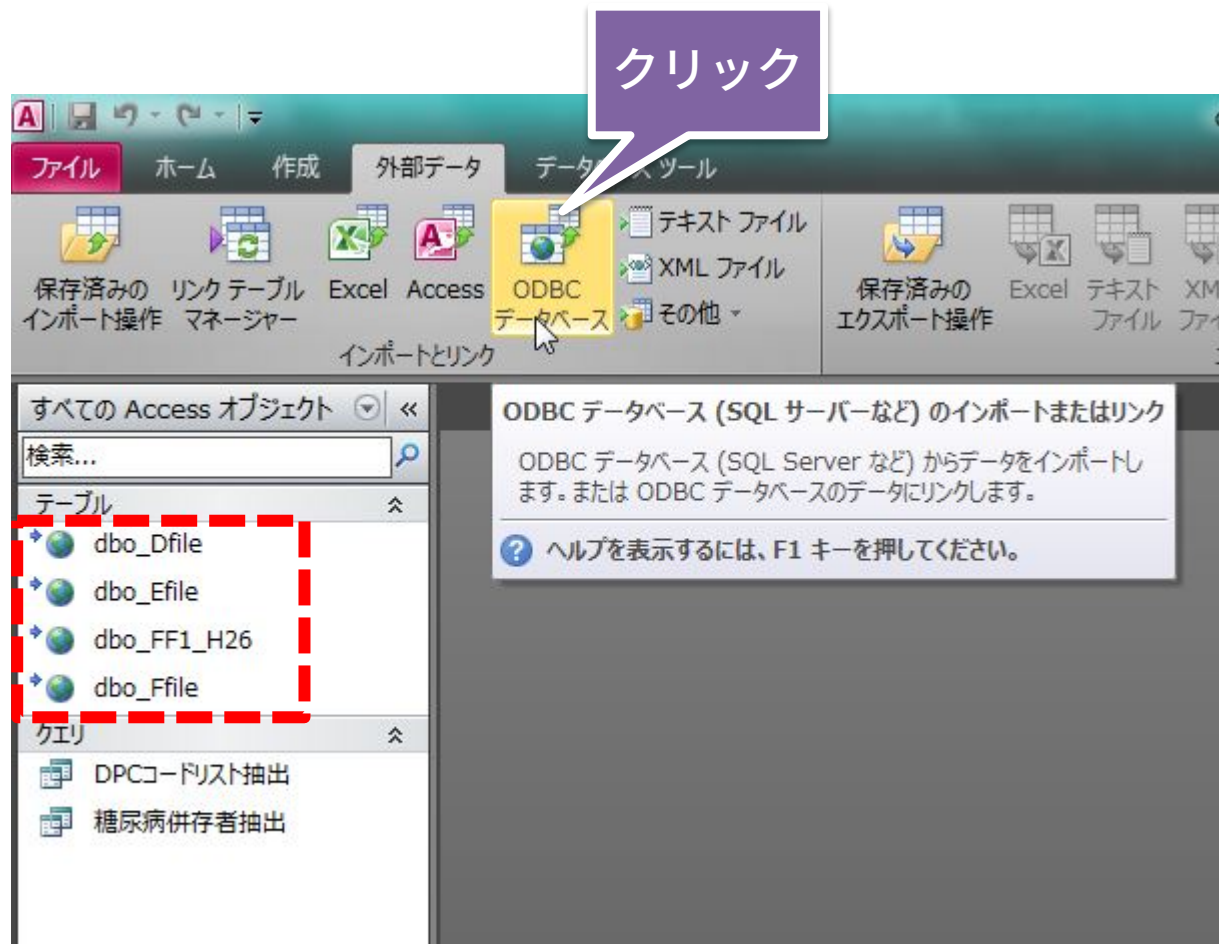 クリック
ファイル ホーム 作成 外部データ データベース ツール
保存済みの
インポート操作
リンク テーブル
マネージャー
Excel
Access
ODBC
データベース
テキスト ファイル
XML ファイル
その他
インポートとリンク
保存済みの
エクスポート操作
Excel
テキスト
ファイル
すべての Access オブジェクト
検索...
テーブル
dbo_Dfile
dbo_Efile
dbo_FF1_H26
dbo_Ffile
クエリ
DPCコードリスト抽出
糖尿病併存者抽出
ODBC データベース (SQL サーバーなど) のインポートまたはリンク
ODBC データベース (SQL Server など) からデータをインポートし
ます。または ODBC データベースのデータにリンクします。
ヘルプを表示するには、F1 キーを押してください。